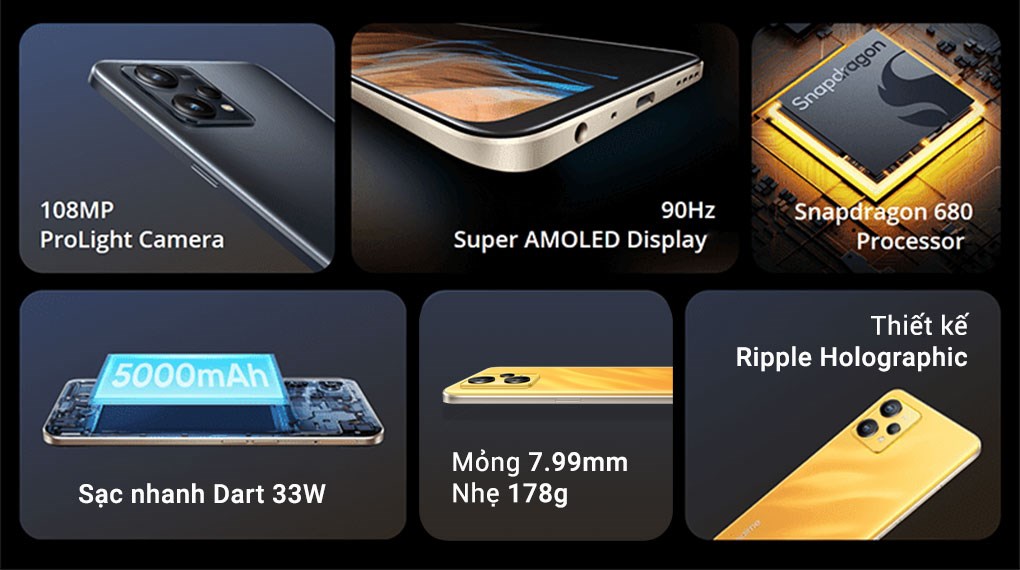 108MP
ProLight Camera
90Hz
Super AMOLED Display
Snapdragon
Snapdragon 680
Processor
5000mAh
Sạc nhanh Dart 33W
Mỏng 7.99mm
Nhẹ 178g
Thiết kế
Ripple Holographic